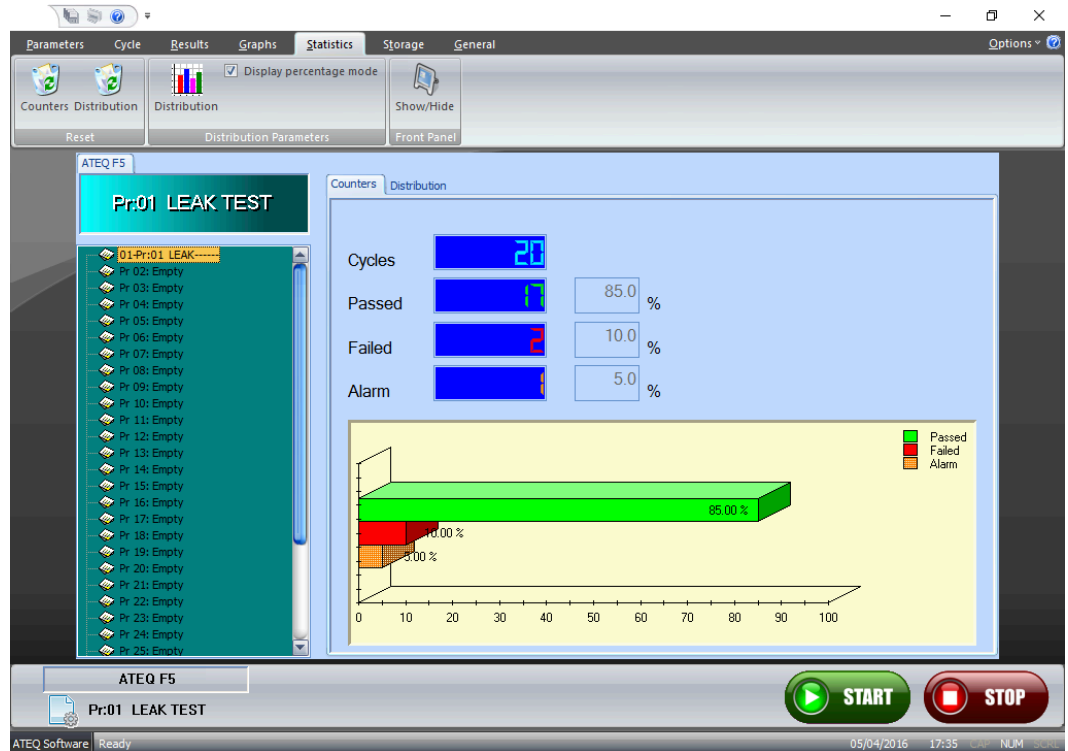 Parameters Cycle Results Graphs Statistics Storage General Options
Counters Distribution Distribution Display percentage mode Show/Hide
Reset Distribution Parameters Front Panel
ATEQ F5
Pr:01 LEAK TEST
01-Pr:01 LEAK------
Pr 02: Empty
Pr 03: Empty
Pr 04: Empty
Pr 05: Empty
Pr 06: Empty
Pr 07: Empty
Pr 08: Empty
Pr 09: Empty
Pr 10: Empty
Pr 11: Empty
Pr 12: Empty
Pr 13: Empty
Pr 14: Empty
Pr 15: Empty
Pr 16: Empty
Pr 17: Empty
Pr 18: Empty
Pr 19: Empty
Pr 20: Empty
Pr 21: Empty
Pr 22: Empty
Pr 23: Empty
Pr 24: Empty
Pr 25: Empty
Counters Distribution
Cycles 20
Passed 17 85.0 %
Failed 2 10.0 %
Alarm 1 5.0 %
Passed
Failed
Alarm
85.00 %
10.00 %
5.00 %
0 10 20 30 40 50 60 70 80 90 100
ATEQ F5
Pr:01 LEAK TEST
START STOP
ATEQ Software Ready 05/04/2016 17:35 CAP NUM SCRL